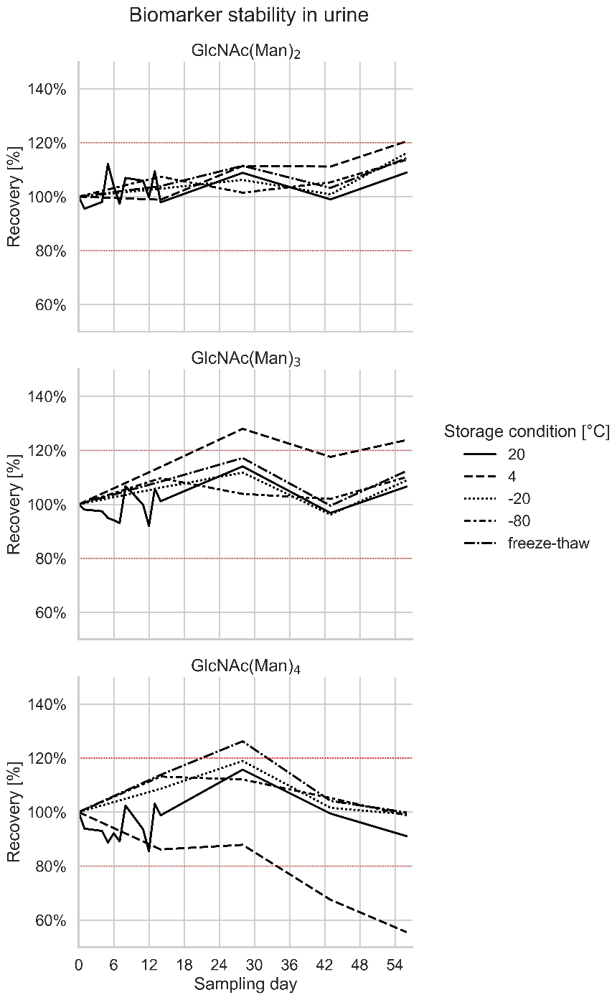 Biomarker stability in urine
GlcNAc(Man)₂
140%
120%
100%
80%
60%
Recovery [%]
GlcNAc(Man)₃
140%
120%
100%
80%
60%
Recovery [%]
Storage condition [°C]
20
4
-20
-80
freeze-thaw
GlcNAc(Man)₄
140%
120%
100%
80%
60%
Recovery [%]
0 6 12 18 24 30 36 42 48 54
Sampling day